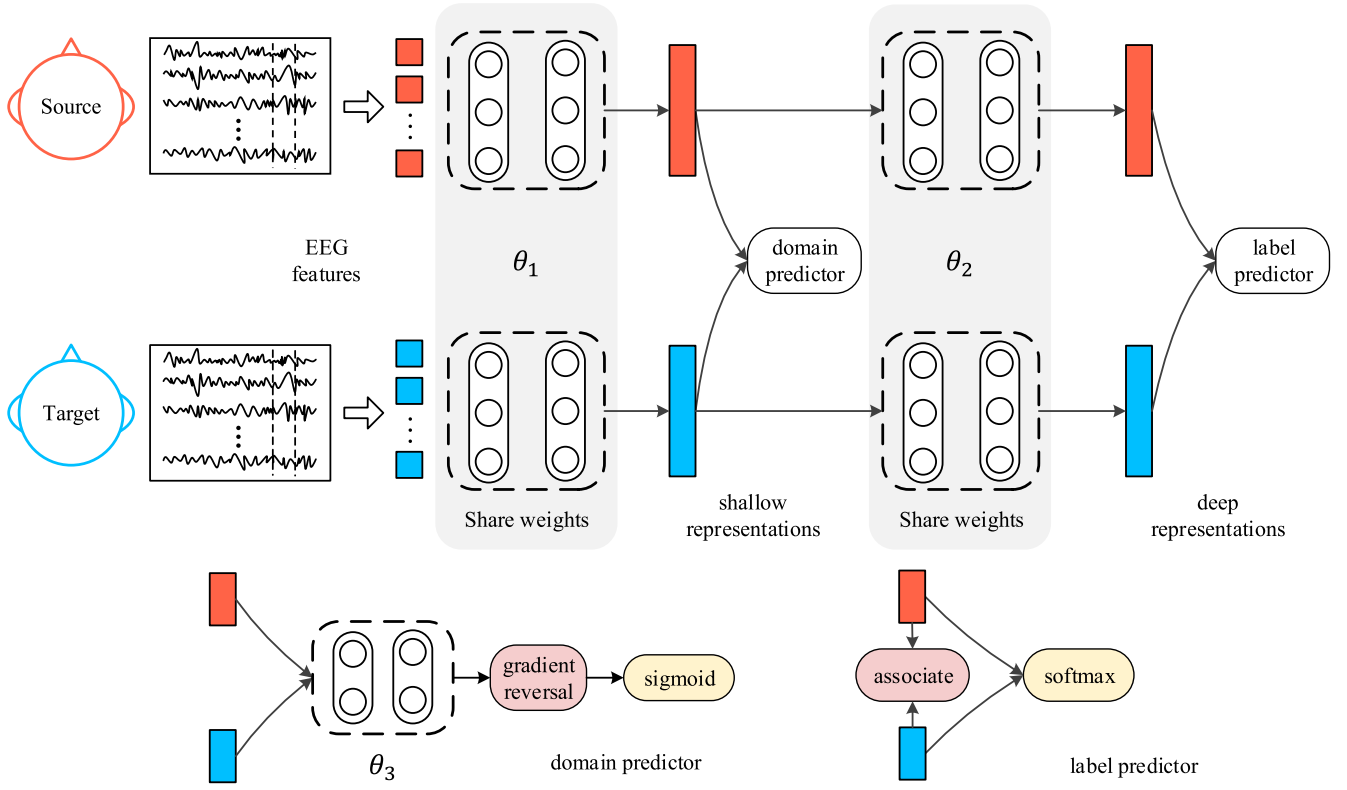 Source
EEG
features
θ₁
domain
predictor
θ₂
label
predictor
Target
Share weights
shallow
representations
Share weights
deep
representations
gradient
reversal
sigmoid
θ₃
domain predictor
associate
softmax
label predictor